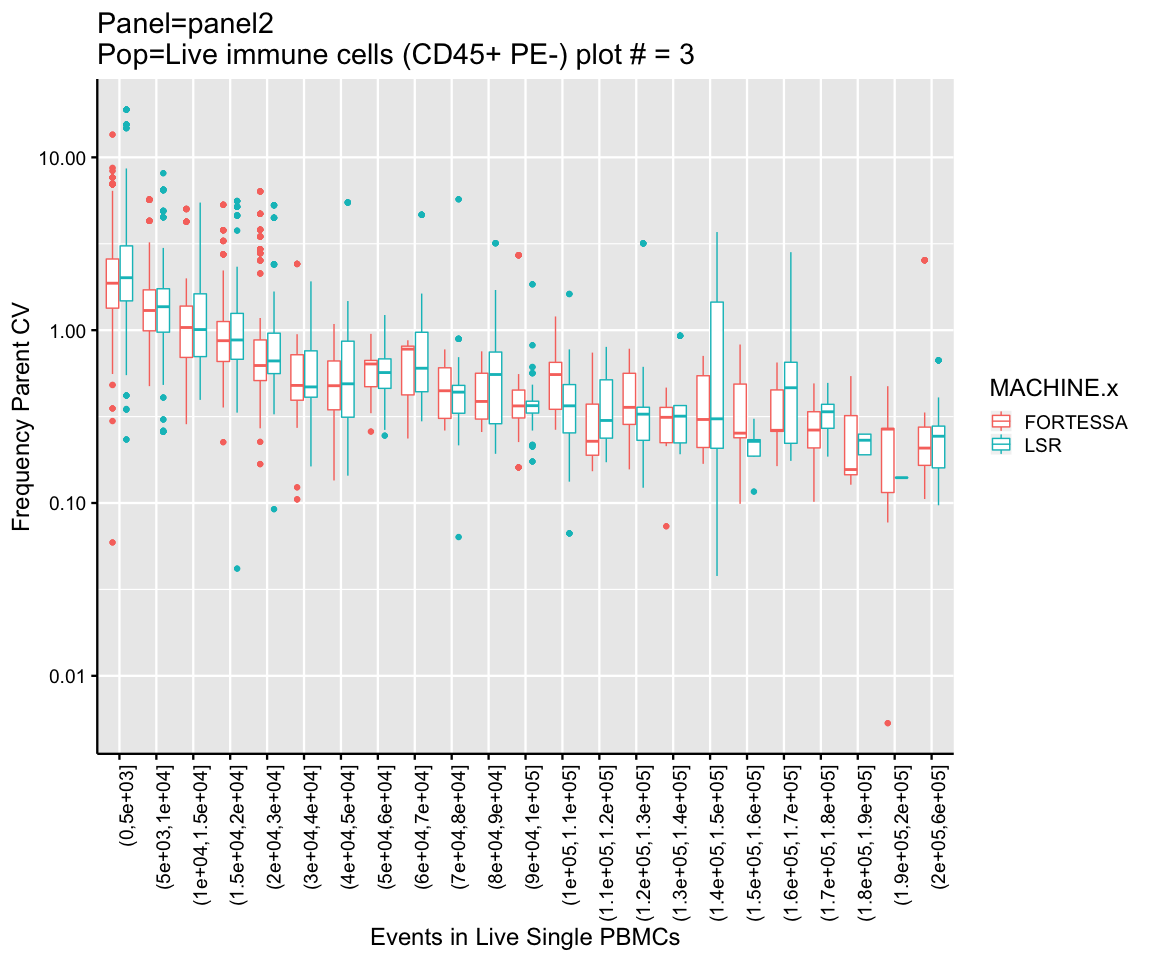 Panel=panel2
Pop=Live immune cells (CD45+ PE-) plot # = 3
Frequency Parent CV
10.00
1.00
0.10
0.01
(0,5e+03]
(5e+03,1e+04]
(1e+04,1.5e+04]
(1.5e+04,2e+04]
(2e+04,3e+04]
(3e+04,4e+04]
(4e+04,5e+04]
(5e+04,6e+04]
(6e+04,7e+04]
(7e+04,8e+04]
(8e+04,9e+04]
(9e+04,1e+05]
(1e+05,1.1e+05]
(1.1e+05,1.2e+05]
(1.2e+05,1.3e+05]
(1.3e+05,1.4e+05]
(1.4e+05,1.5e+05]
(1.5e+05,1.6e+05]
(1.6e+05,1.7e+05]
(1.7e+05,1.8e+05]
(1.8e+05,1.9e+05]
(1.9e+05,2e+05]
(2e+05,6e+05]
Events in Live Single PBMCs
MACHINE.x
FORTESSA
LSR